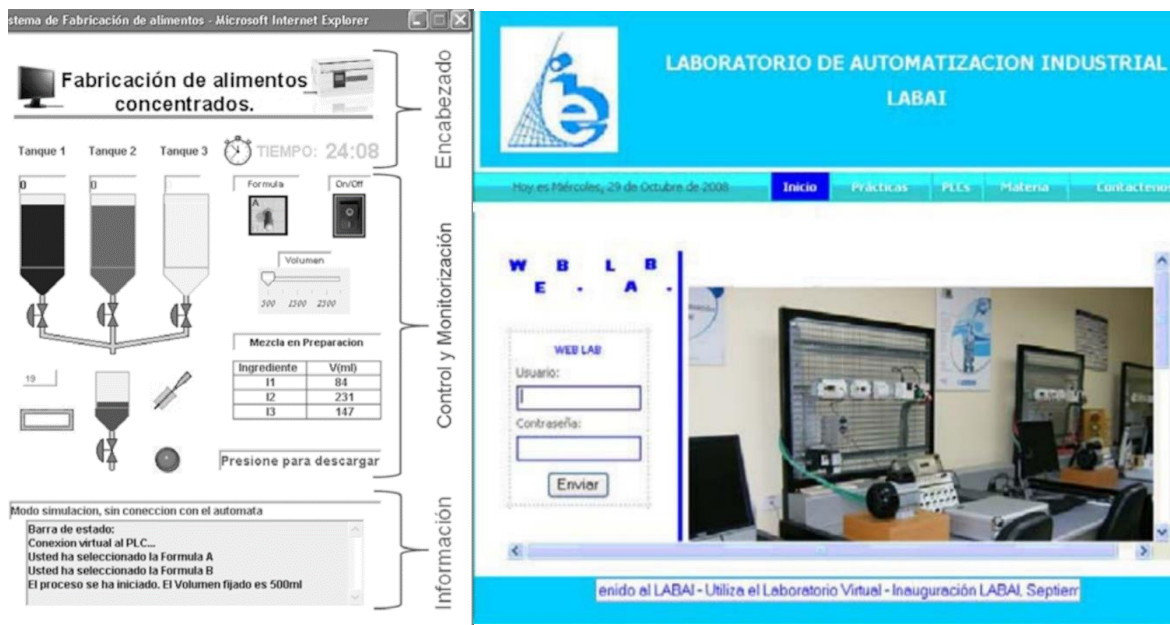 stema de Fabricación de alimentos - Microsoft Internet Explorer
Fabricación de alimentos
concentrados.
Tanque 1 Tanque 2 Tanque 3
TIEMPO: 24:08
Encabezado
0 0 0
Formula On/Off
A
Volumen
500 1500 2500
Mezcla en Preparacion
Ingrediente V(ml)
I1 84
I2 231
I3 147
19
Presione para descargar
Control y Monitorización
Modo simulacion, sin coneccion con el automata
Barra de estado:
Conexion virtual al PLC...
Usted ha seleccionado la Formula A
Usted ha seleccionado la Formula B
El proceso se ha iniciado. El Volumen fijado es 500ml
Información
LABORATORIO DE AUTOMATIZACION INDUSTRIAL
LABAI
Hoy es Miércoles, 29 de Octubre de 2008
Inicio Prácticas PLCs Materia Contactenos
W B L B
E . A .
WEB LAB
Usuario:
Contraseña:
Enviar
enido al LABAI - Utiliza el Laboratorio Virtual - Inauguración LABAI, Septiem